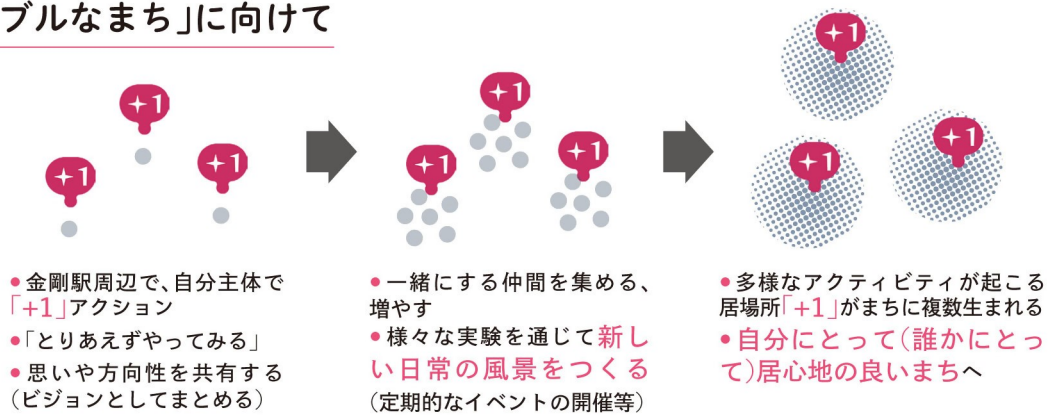 ブルなまち」に向けて
+1
+1
+1
+1
+1
+1
+1
+1
+1
● 金剛駅周辺で、自分主体で
「+1」アクション
● 「とりあえずやってみる」
● 思いや方向性を共有する
（ビジョンとしてまとめる）
● 一緒にする仲間を集める、
増やす
● 様々な実験を通じて新し
い日常の風景をつくる
（定期的なイベントの開催等）
● 多様なアクティビティが起こる
居場所「+1」がまちに複数生まれる
● 自分にとって（誰かにとっ
て）居心地の良いまちへ